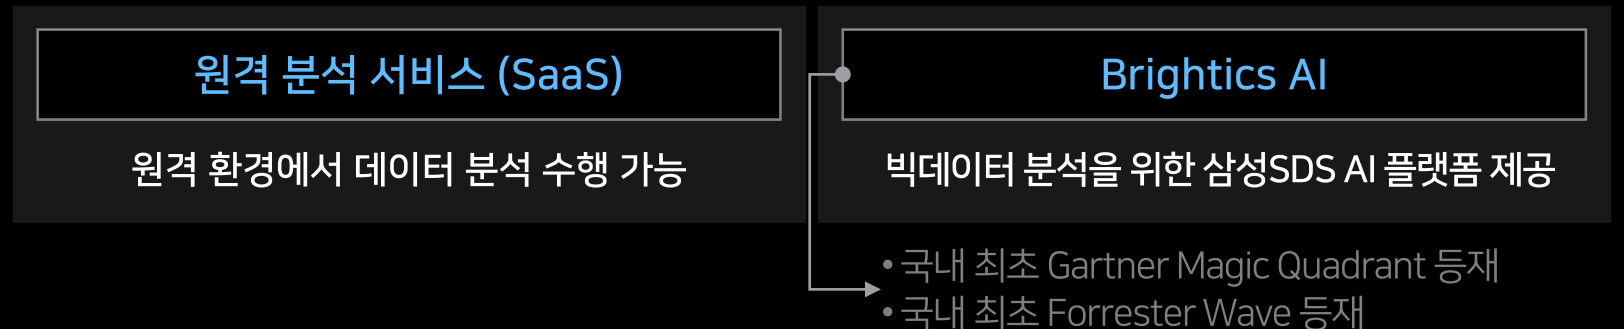 원격 분석 서비스 (SaaS)
원격 환경에서 데이터 분석 수행 가능
Brightics AI
빅데이터 분석을 위한 삼성SDS AI 플랫폼 제공
• 국내 최초 Gartner Magic Quadrant 등재
• 국내 최초 Forrester Wave 등재